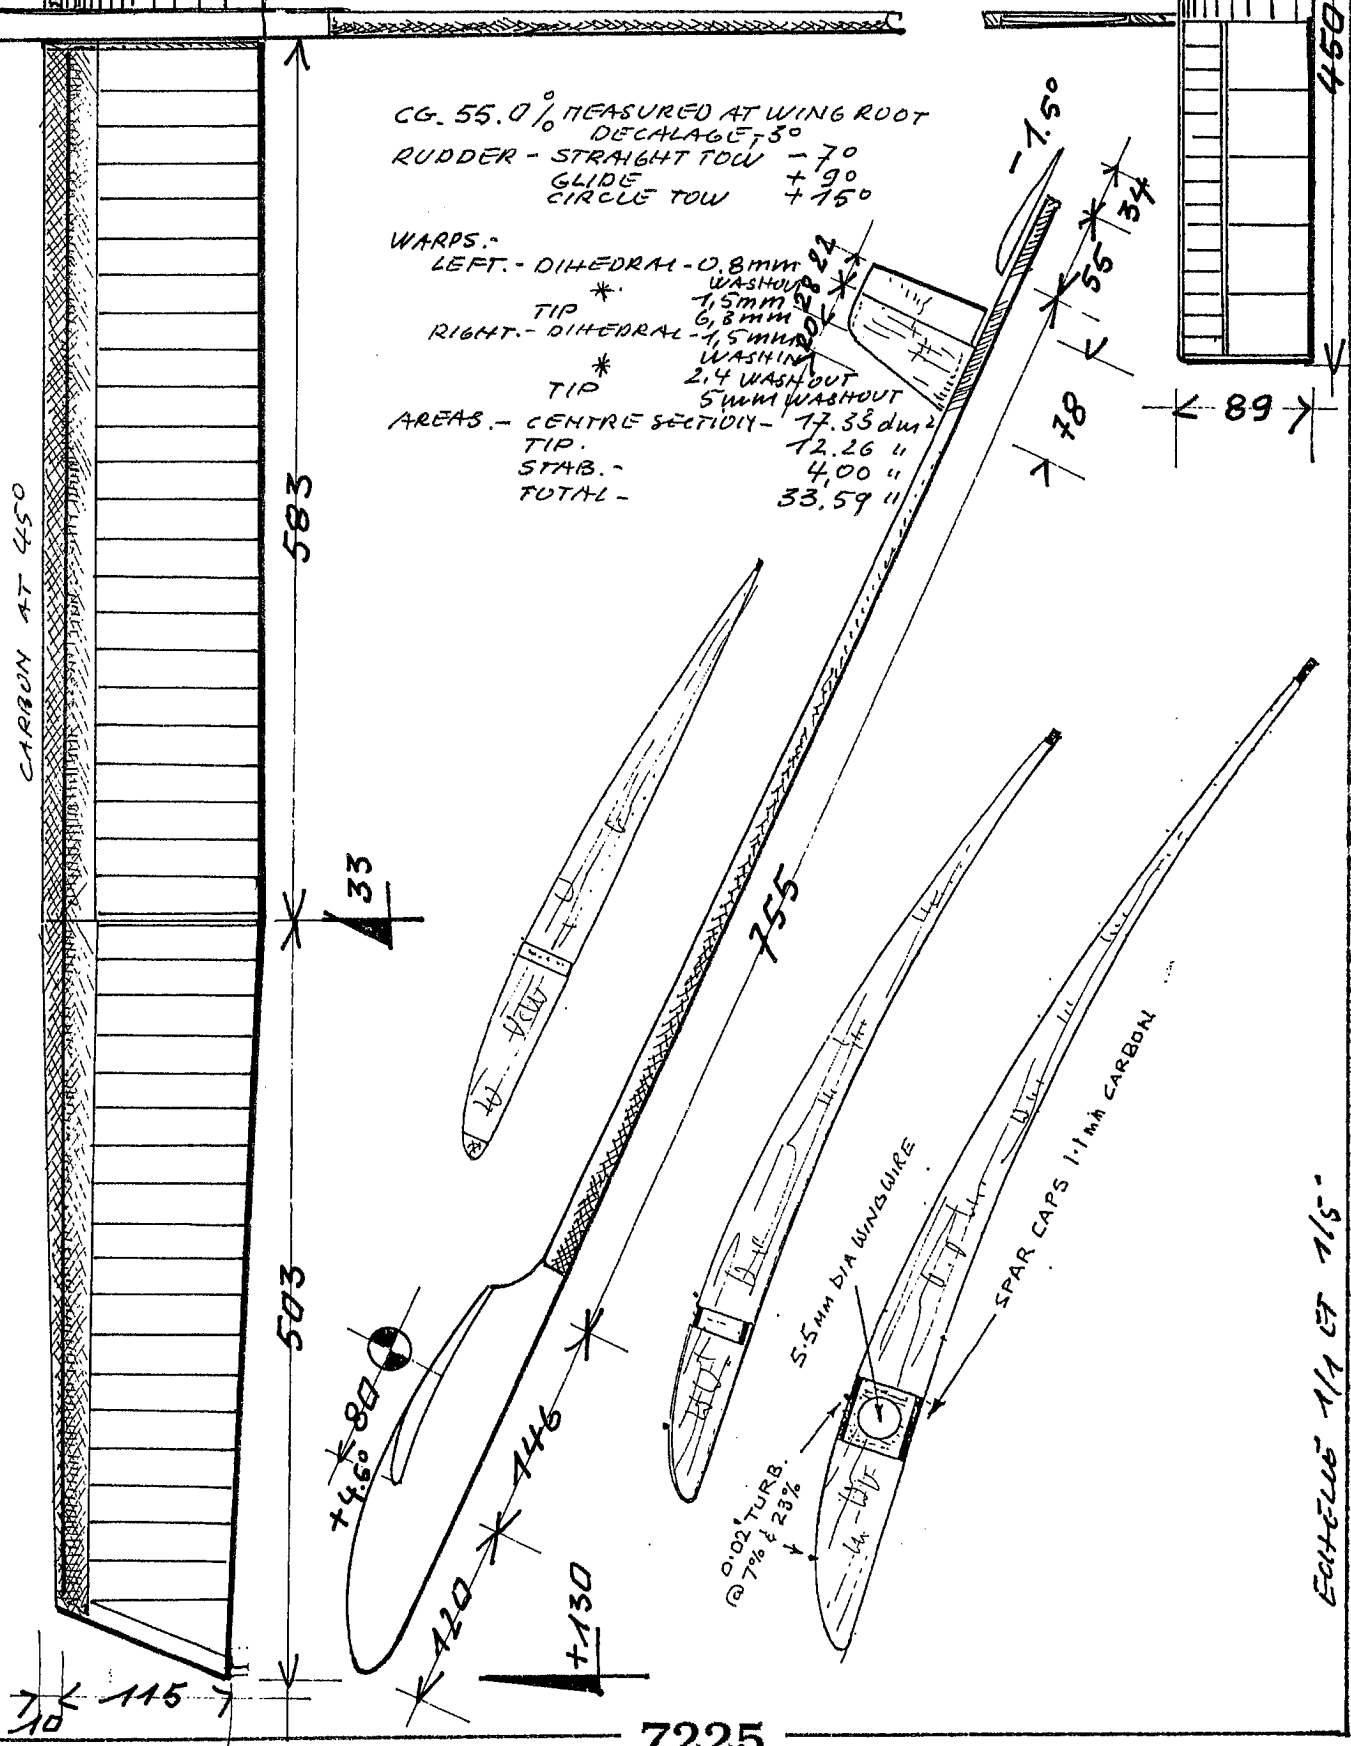 CG. 55.0% MEASURED AT WING ROOT
DECALAGE, 3°
RUDDER - STRAIGHT TOW - 7°
GLIDE + 9°
CIRCLE TOW + 15°
WARPS.-
LEFT.- DIHEDRAL - 0.8mm
WASHOUT
* 1,5mm
TIP 6,8mm
RIGHT.- DIHEDRAL - 1,5mm
WASHIN
* 2.4 WASHOUT
TIP 5mm WASHOUT
AREAS.- CENTRE SECTION - 17.33 dm²
TIP. 12.26 "
STAB.- 4,00 "
TOTAL - 33,59 "
CARBON AT 45°
583
503
33
+130
115
10
-1.5°
34
55
78
22
28
120
755
146
120
80
+4.6°
450
89
5.5MM DIA WINGWIRE
SPAR CAPS 1.1mm CARBON
0.02" TURB.
@ 7% & 23%
ECHELLE 1/1 ET 1/5°
7225